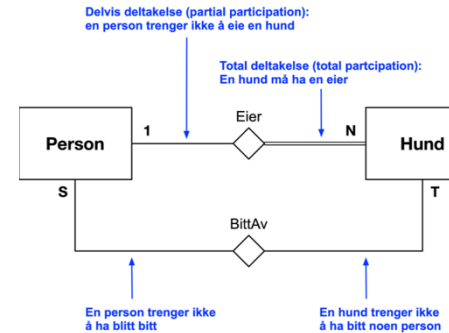 Delvis deltakelse (partial participation):
en person trenger ikke å eie en hund
Total deltakelse (total partcipation):
En hund må ha en eier
Eier
1
N
Person
Hund
S
T
BittAv
En person trenger ikke
å ha blitt bitt
En hund trenger ikke
å ha bitt noen person